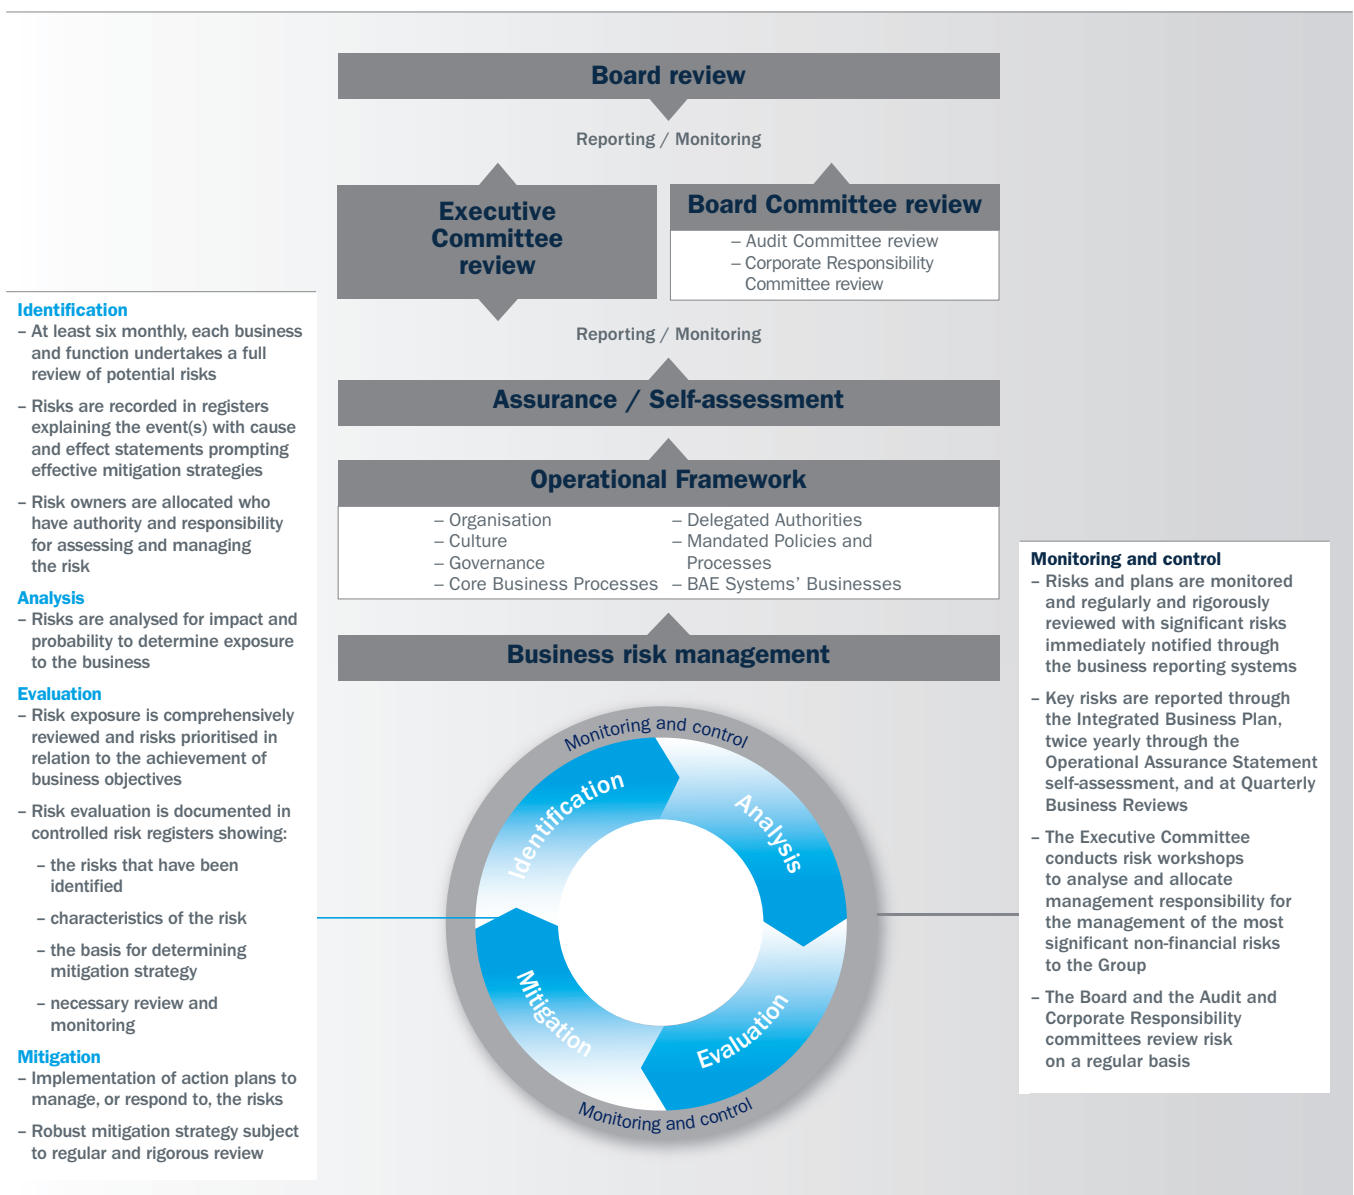 Board review
Reporting / Monitoring
Executive
Committee
review
Board Committee review
– Audit Committee review
– Corporate Responsibility
Committee review
Reporting / Monitoring
Assurance / Self-assessment
Operational Framework
– Organisation
– Culture
– Governance
– Core Business Processes
– Delegated Authorities
– Mandated Policies and
Processes
– BAE Systems’ Businesses
Business risk management
Identification
– At least six monthly, each business
and function undertakes a full
review of potential risks
– Risks are recorded in registers
explaining the event(s) with cause
and effect statements prompting
effective mitigation strategies
– Risk owners are allocated who
have authority and responsibility
for assessing and managing
the risk
Analysis
– Risks are analysed for impact and
probability to determine exposure
to the business
Evaluation
– Risk exposure is comprehensively
reviewed and risks prioritised in
relation to the achievement of
business objectives
– Risk evaluation is documented in
controlled risk registers showing:
– the risks that have been
identified
– characteristics of the risk
– the basis for determining
mitigation strategy
– necessary review and
monitoring
Mitigation
– Implementation of action plans to
manage, or respond to, the risks
– Robust mitigation strategy subject
to regular and rigorous review
Monitoring and control
Identification
Analysis
Evaluation
Mitigation
Monitoring and control
Monitoring and control
– Risks and plans are monitored
and regularly and rigorously
reviewed with significant risks
immediately notified through
the business reporting systems
– Key risks are reported through
the Integrated Business Plan,
twice yearly through the
Operational Assurance Statement
self-assessment, and at Quarterly
Business Reviews
– The Executive Committee
conducts risk workshops
to analyse and allocate
management responsibility for
the management of the most
significant non-financial risks
to the Group
– The Board and the Audit and
Corporate Responsibility
committees review risk
on a regular basis